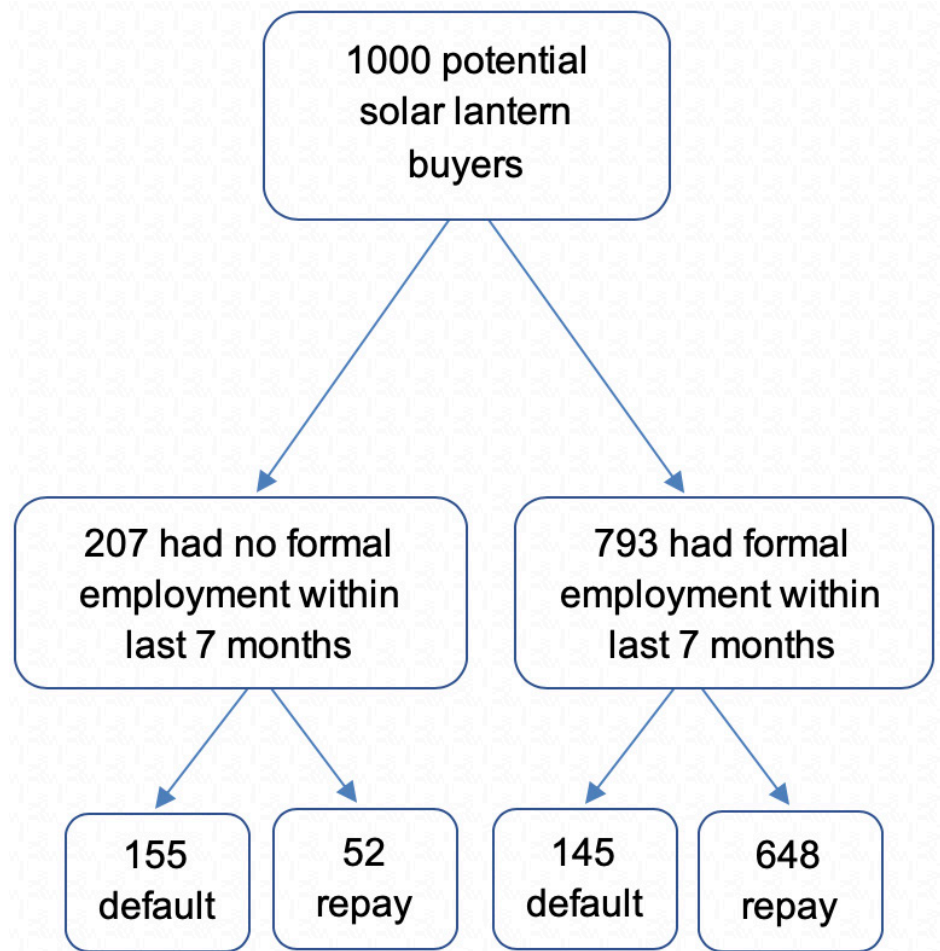 1000 potential
solar lantern
buyers
207 had no formal
employment within
last 7 months
793 had formal
employment within
last 7 months
155
default
52
repay
145
default
648
repay